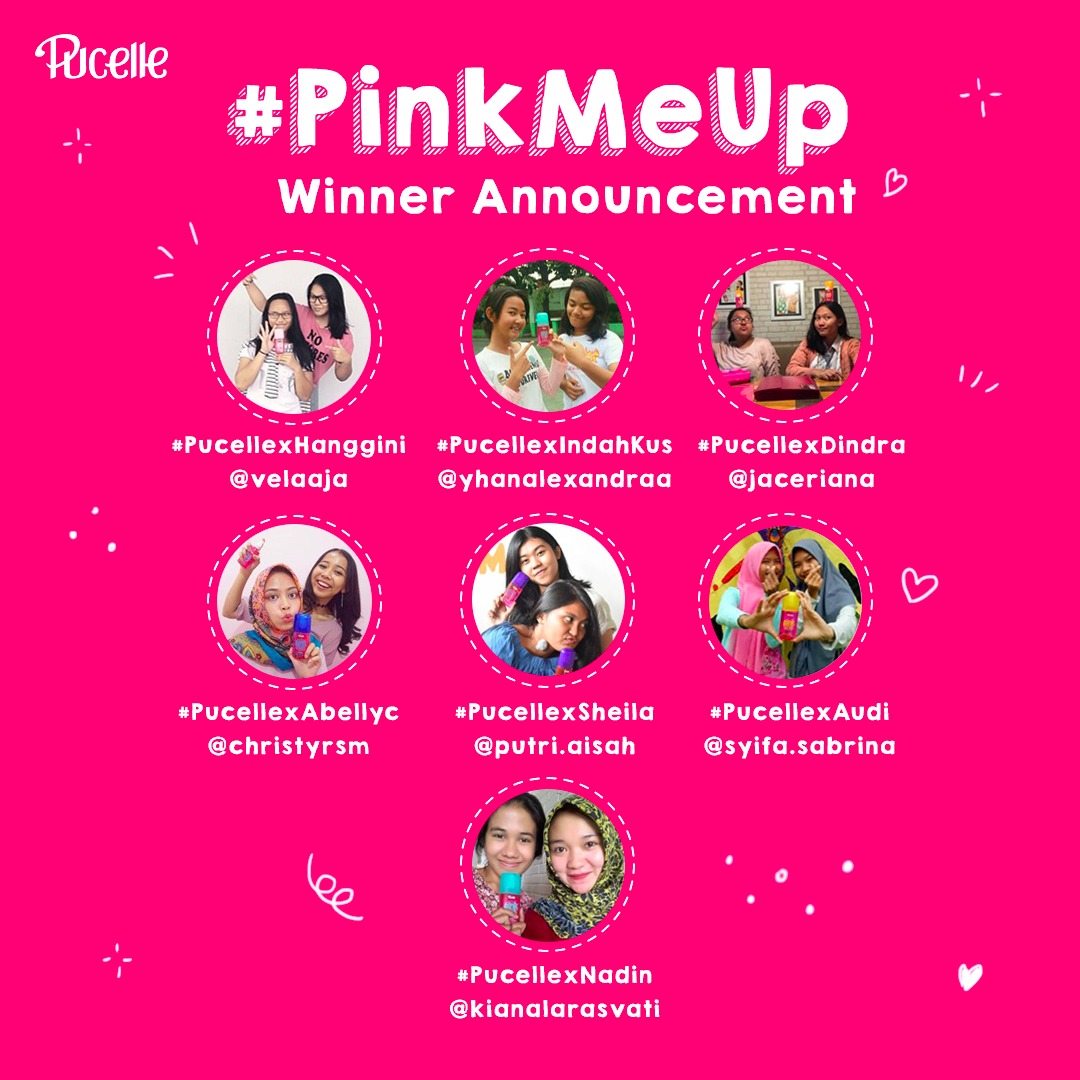 Pucelle
#PinkMeUp
Winner Announcement
#PucellexHanggini
@velaaja
#PucellexIndahKus
@yhanalexandraa
#PucellexDindra
@jaceriana
#PucellexAbellyc
@christyrsm
#PucellexSheila
@putri.aisah
#PucellexAudi
@syifa.sabrina
#PucellexNadin
@kianalarasvati